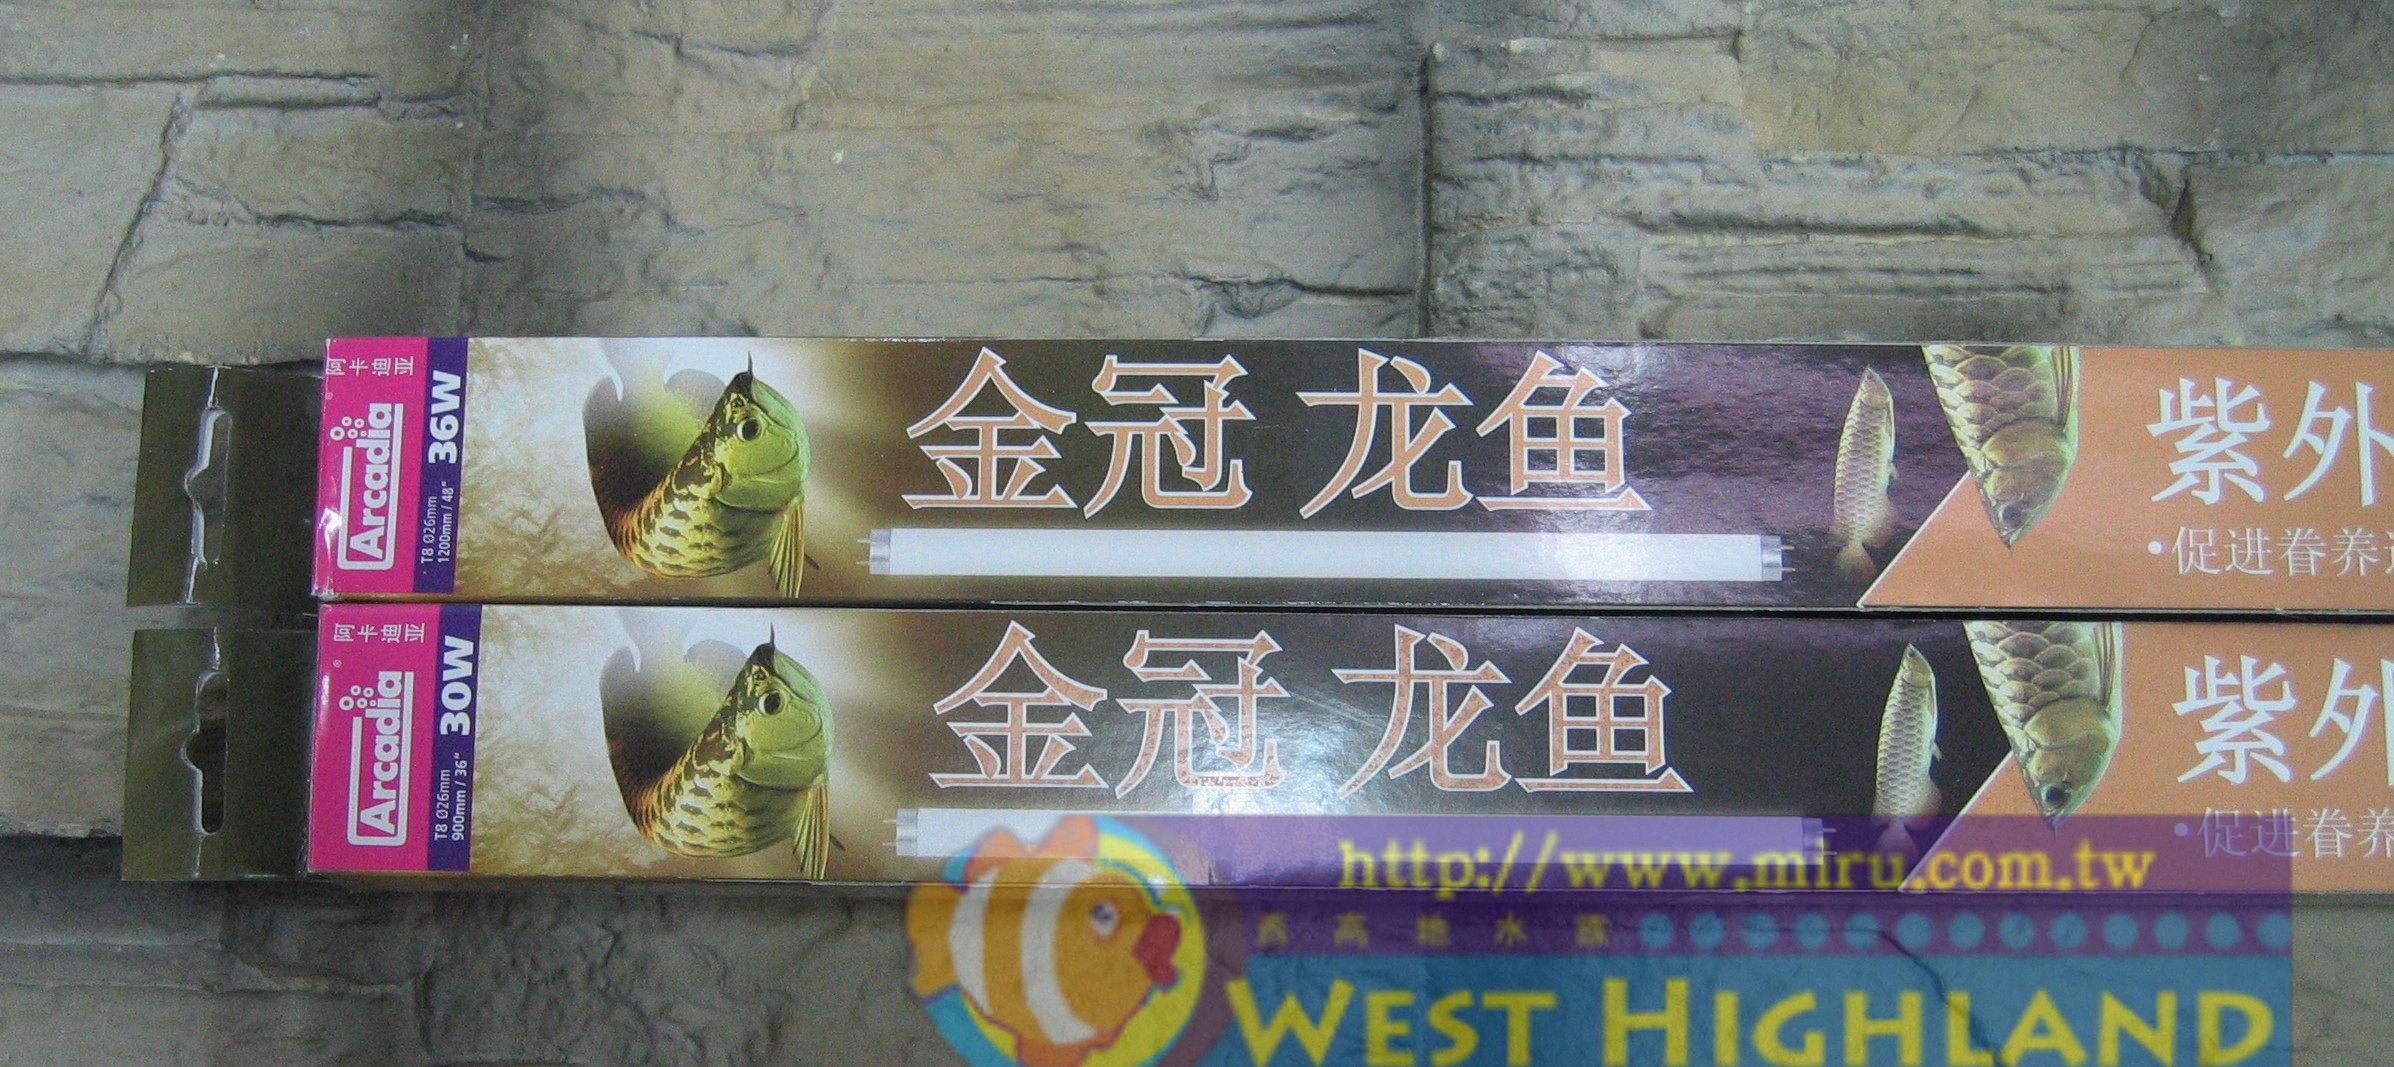 阿卡迪亚
Arcadia
36W
T8 Ø26mm
1200mm / 48"
金冠 龙鱼
紫外
•促进眷养
阿卡迪亚
Arcadia
30W
T8 Ø26mm
900mm / 36"
金冠 龙鱼
紫外
•促进眷养
http://www.miru.com.tw
高地水族
WEST HIGHLAND